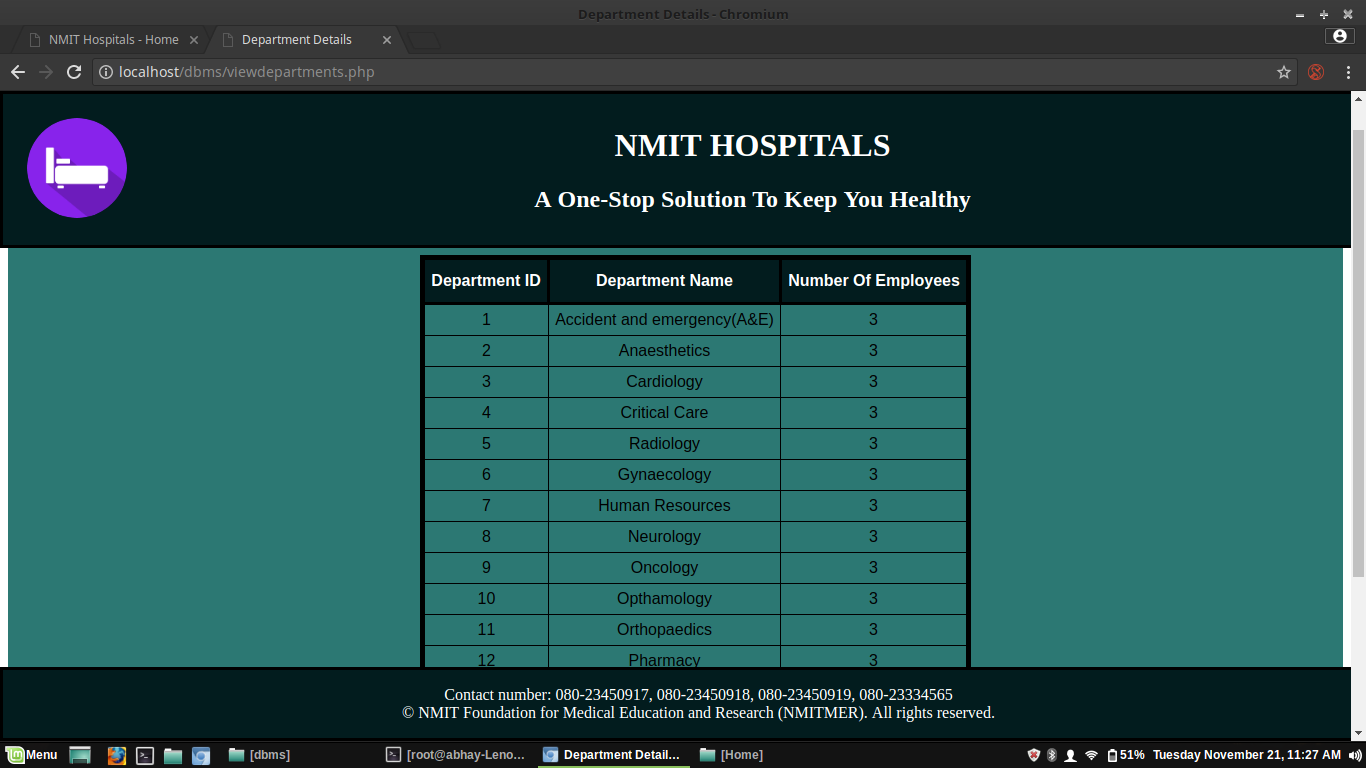 Department Details - Chromium
NMIT Hospitals - Home
Department Details
localhost/dbms/viewdepartments.php
NMIT HOSPITALS
A One-Stop Solution To Keep You Healthy
Department ID Department Name Number Of Employees
1 Accident and emergency(A&E) 3
2 Anaesthetics 3
3 Cardiology 3
4 Critical Care 3
5 Radiology 3
6 Gynaecology 3
7 Human Resources 3
8 Neurology 3
9 Oncology 3
10 Opthamology 3
11 Orthopaedics 3
12 Pharmacy 3
Contact number: 080-23450917, 080-23450918, 080-23450919, 080-23334565
© NMIT Foundation for Medical Education and Research (NMITMER). All rights reserved.
Menu [dbms] [root@abhay-Leno... Department Detail... [Home] 51% Tuesday November 21, 11:27 AM